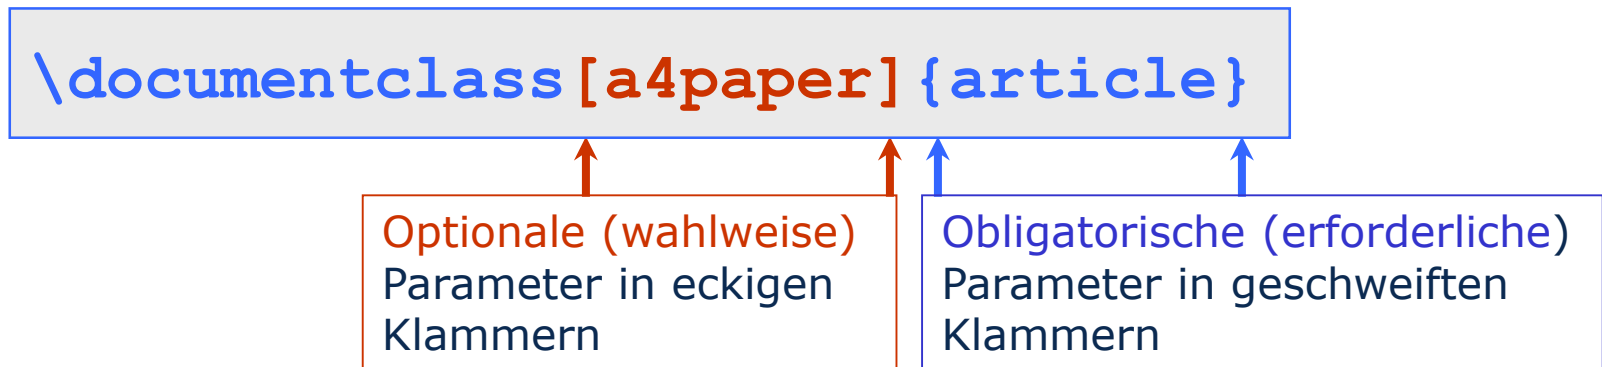 \documentclass[a4paper]{article}
Optionale (wahlweise)
Parameter in eckigen
Klammern
Obligatorische (erforderliche)
Parameter in geschweiften
Klammern